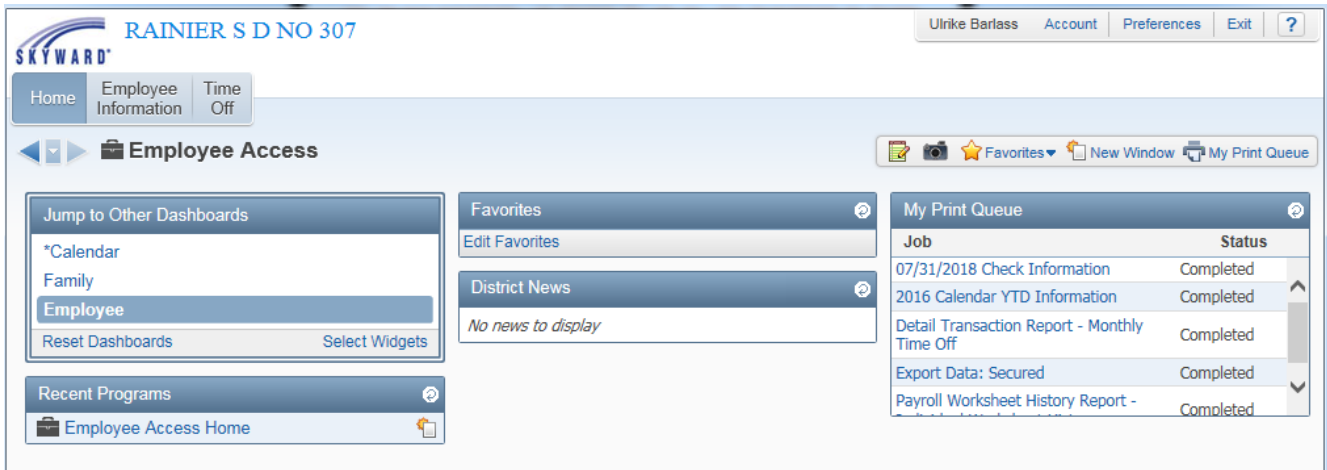 RAINIER S D NO 307
Ulrike Barlass Account Preferences Exit ?
SKYWARD
Home
Employee Information
Time Off
Employee Access
Favorites New Window My Print Queue
Jump to Other Dashboards
*Calendar
Family
Employee
Reset Dashboards Select Widgets
Recent Programs
Employee Access Home
Favorites
Edit Favorites
District News
No news to display
My Print Queue
Job Status
07/31/2018 Check Information Completed
2016 Calendar YTD Information Completed
Detail Transaction Report - Monthly
Time Off Completed
Export Data: Secured Completed
Payroll Worksheet History Report -
Completed